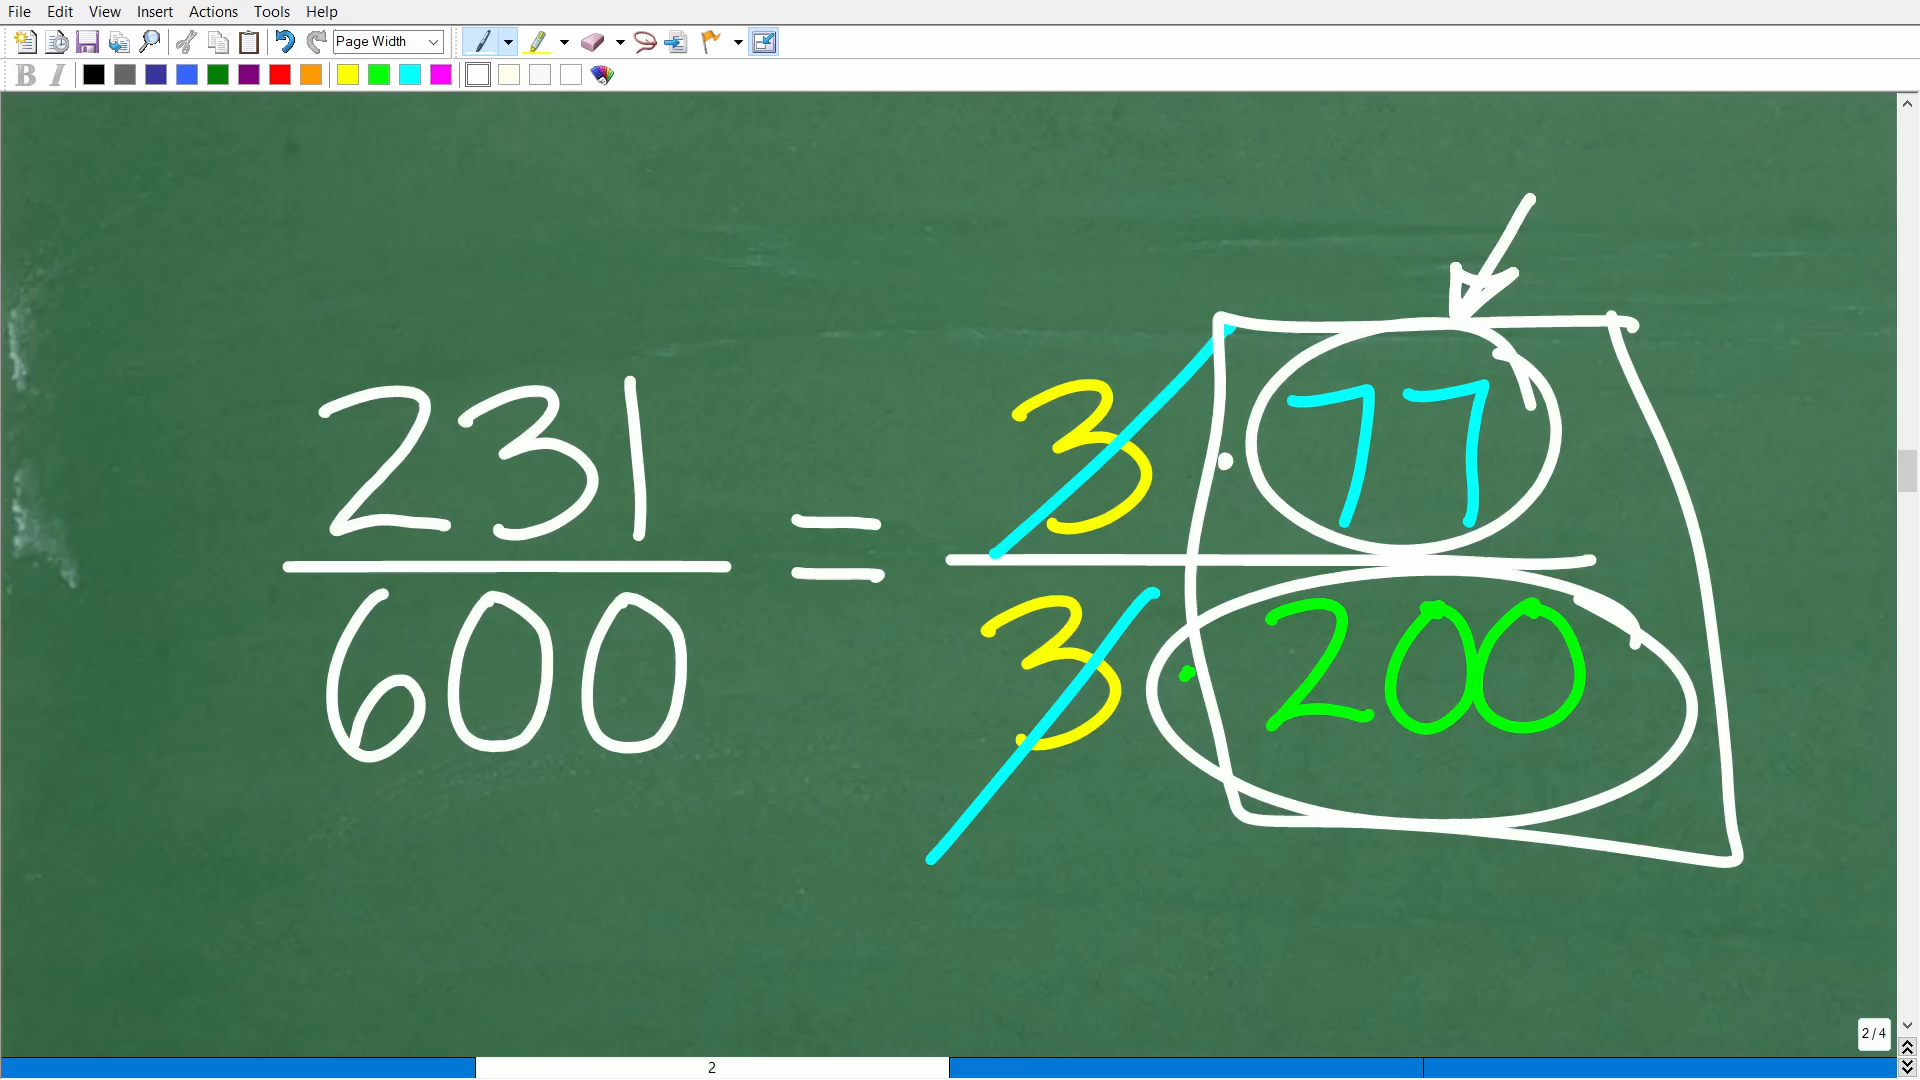 File Edit View Insert Actions Tools Help
Page Width
B I
231 = 3 · 77
600 3 · 200
2 / 4
2